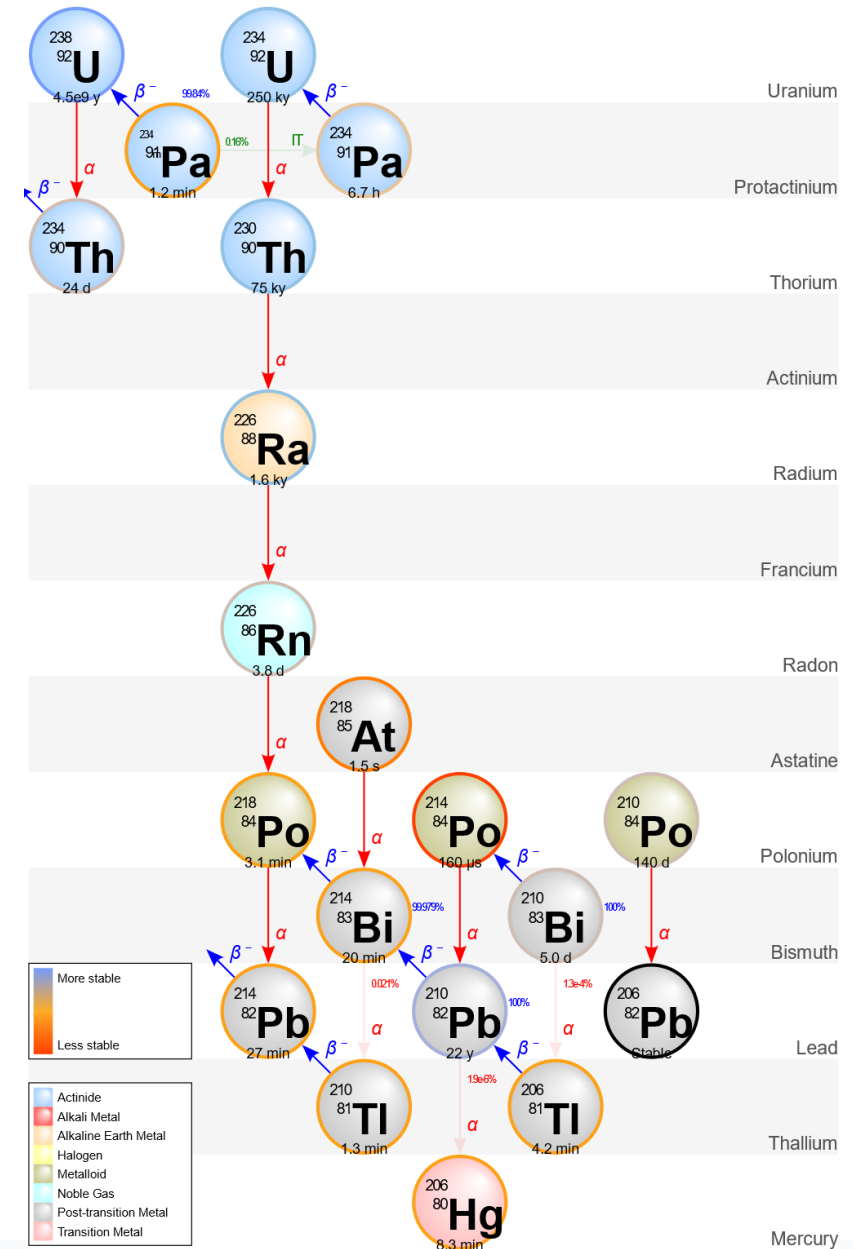 238
92
U
4.5e9 y
234
92
U
250 ky
Uranium
β⁻
99.84%
β⁻
234
91
m
Pa
1.2 min
0.16%
IT
234
91
Pa
6.7 h
α
α
Protactinium
β⁻
234
90
Th
24 d
230
90
Th
75 ky
Thorium
α
Actinium
226
88
Ra
1.6 ky
Radium
α
Francium
226
86
Rn
3.8 d
Radon
α
218
85
At
1.5 s
Astatine
218
84
Po
3.1 min
α
214
84
Po
160 µs
210
84
Po
140 d
Polonium
β⁻
β⁻
α
214
83
Bi
20 min
99.979%
α
210
83
Bi
5.0 d
100%
α
Bismuth
β⁻
β⁻
214
82
Pb
27 min
0.021%
α
210
82
Pb
22 y
100%
1.3e-4%
α
206
82
Pb
Stable
Lead
β⁻
β⁻
210
81
Tl
1.3 min
1.9e-6%
α
206
81
Tl
4.2 min
Thallium
206
80
Hg
8.3 min
Mercury
More stable
Less stable
Actinide
Alkali Metal
Alkaline Earth Metal
Halogen
Metalloid
Noble Gas
Post-transition Metal
Transition Metal